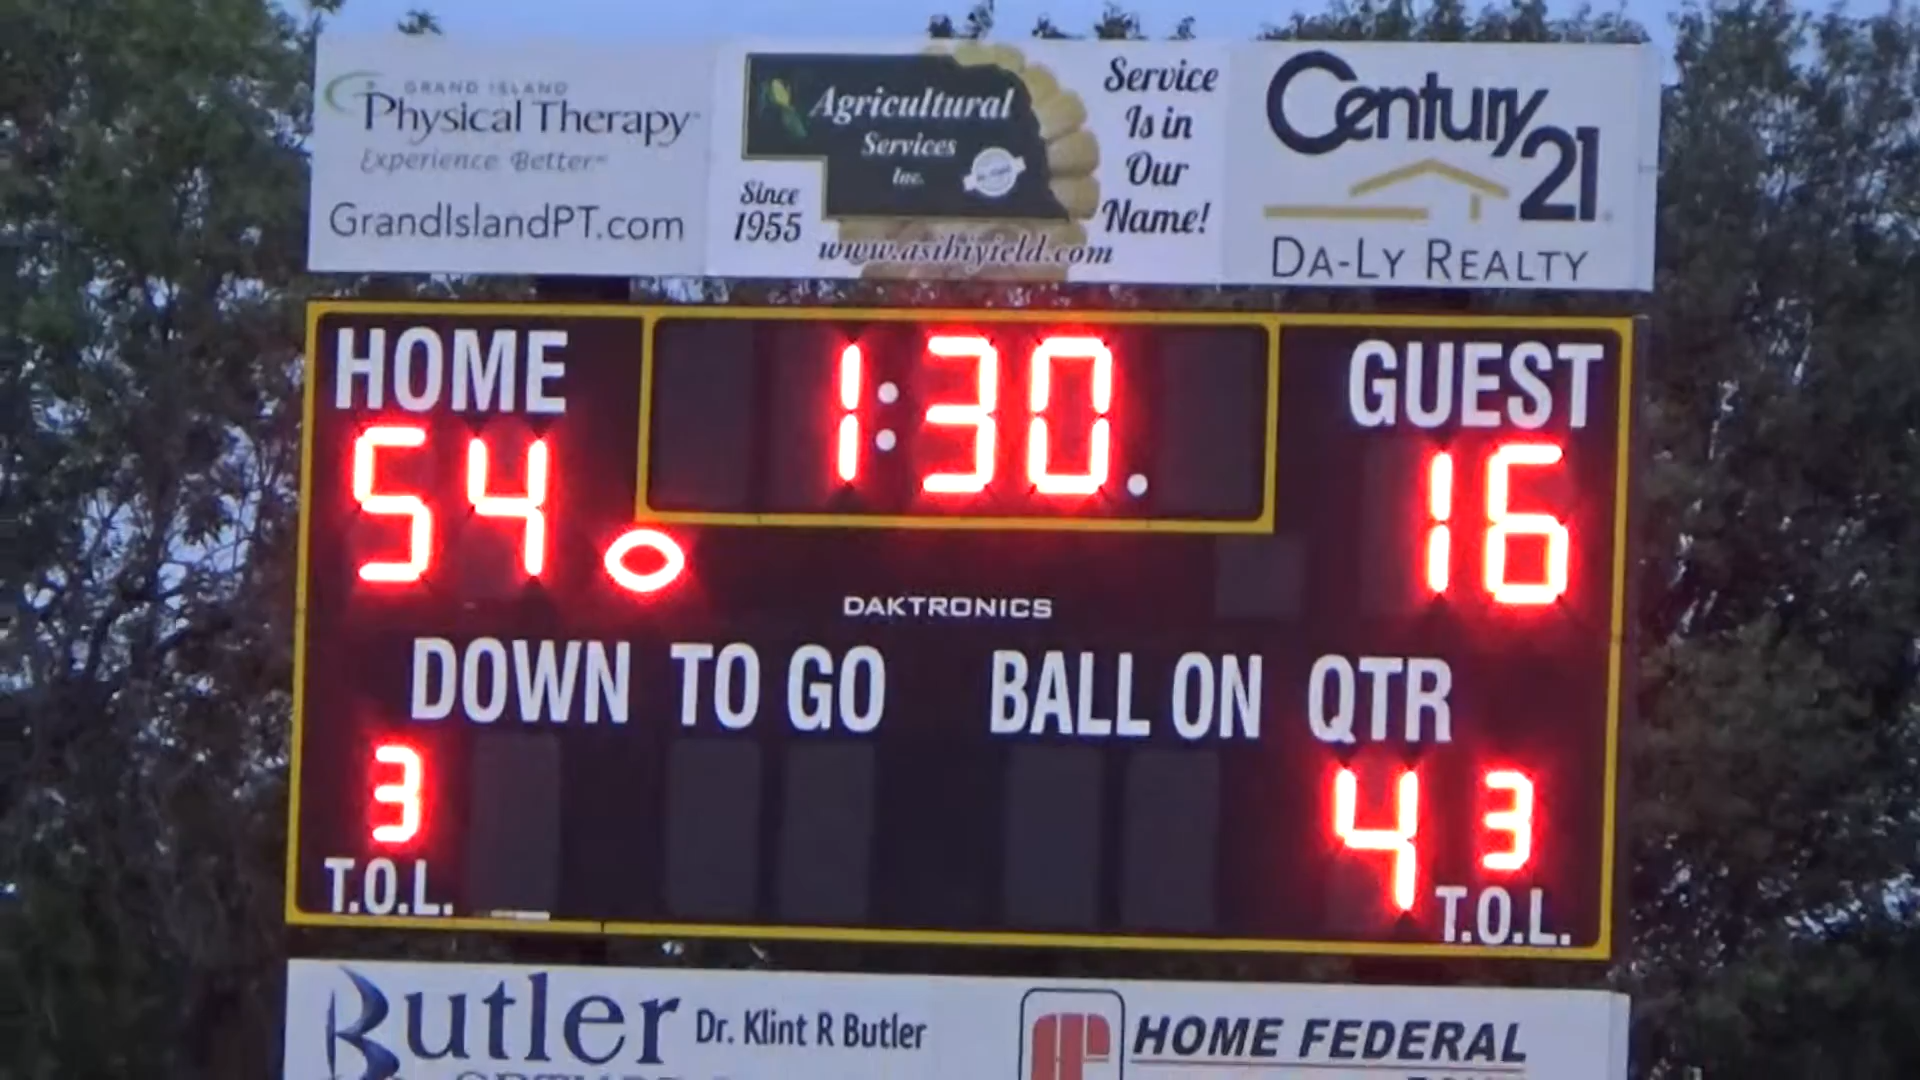 GRAND ISLAND
Physical Therapy
Experience Better
GrandIslandPT.com
Agricultural
Services
Inc.
Since
1955
www.asihiyield.com
Service
Is in
Our
Name!
Century
21
DA-LY REALTY
HOME
1:30.
GUEST
54
16
DAKTRONICS
DOWN TO GO BALL ON QTR
3
4 3
T.O.L.
T.O.L.
Butler Dr. Klint R Butler
HOME FEDERAL